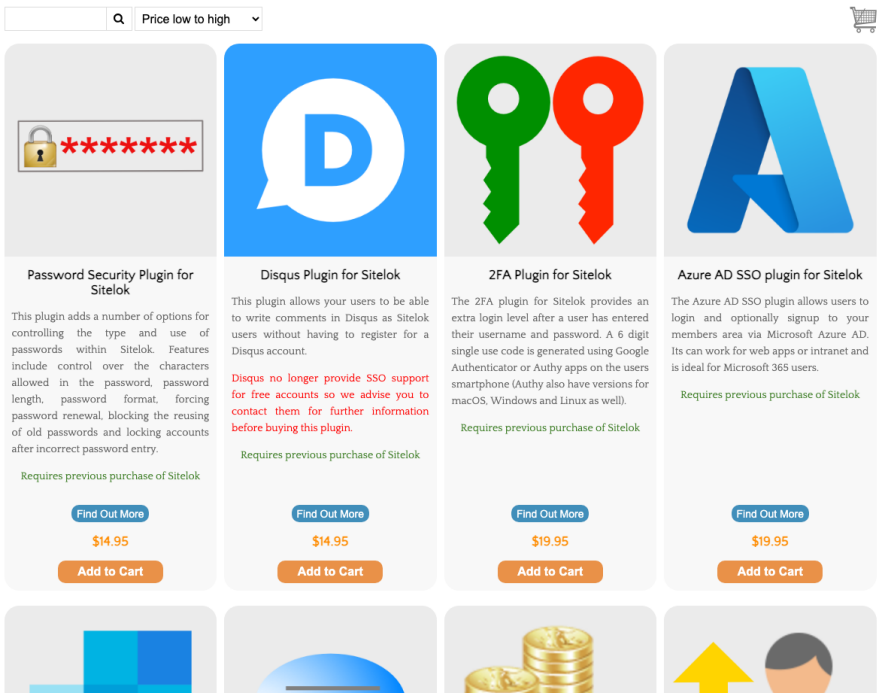 Price low to high
*******
D
Password Security Plugin for
Sitelok
This plugin adds a number of options for
controlling the type and use of
passwords within Sitelok. Features
include control over the characters
allowed in the password, password
length, password format, forcing
password renewal, blocking the reusing
of old passwords and locking accounts
after incorrect password entry.
Requires previous purchase of Sitelok
Find Out More
$14.95
Add to Cart
Disqus Plugin for Sitelok
This plugin allows your users to be able
to write comments in Disqus as Sitelok
users without having to register for a
Disqus account.
Disqus no longer provide SSO support
for free accounts so we advise you to
contact them for further information
before buying this plugin.
Requires previous purchase of Sitelok
Find Out More
$14.95
Add to Cart
2FA Plugin for Sitelok
The 2FA plugin for Sitelok provides an
extra login level after a user has entered
their username and password. A 6 digit
single use code is generated using Google
Authenticator or Authy apps on the users
smartphone (Authy also have versions for
macOS, Windows and Linux as well).
Requires previous purchase of Sitelok
Find Out More
$19.95
Add to Cart
Azure AD SSO plugin for Sitelok
The Azure AD SSO plugin allows users to
login and optionally signup to your
members area via Microsoft Azure AD.
Its can work for web apps or intranet and
is ideal for Microsoft 365 users.
Requires previous purchase of Sitelok
Find Out More
$19.95
Add to Cart